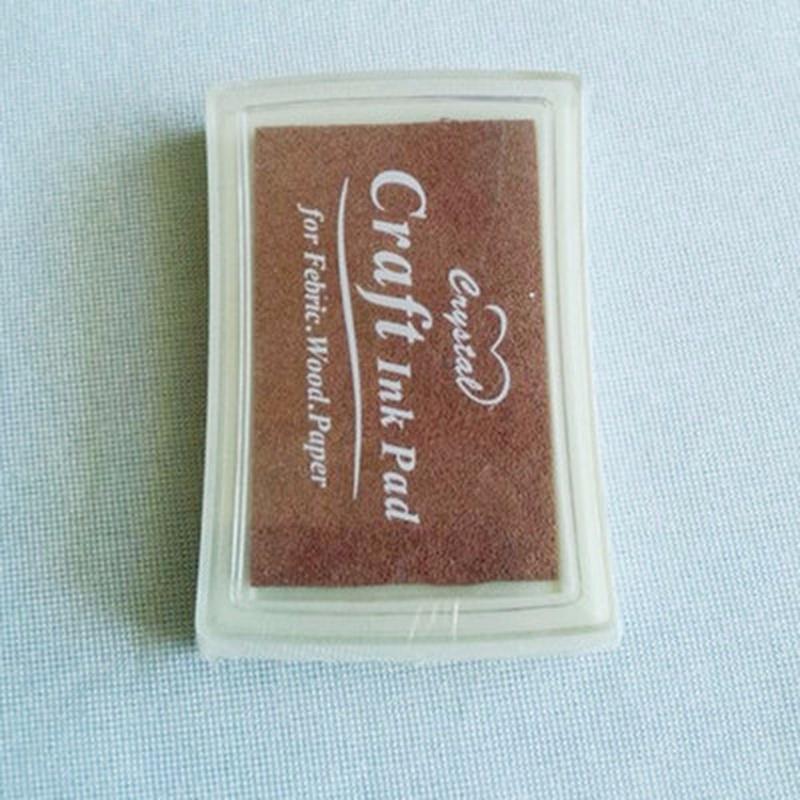 Crystal
Craft Ink Pad
for Febric.Wood.Paper